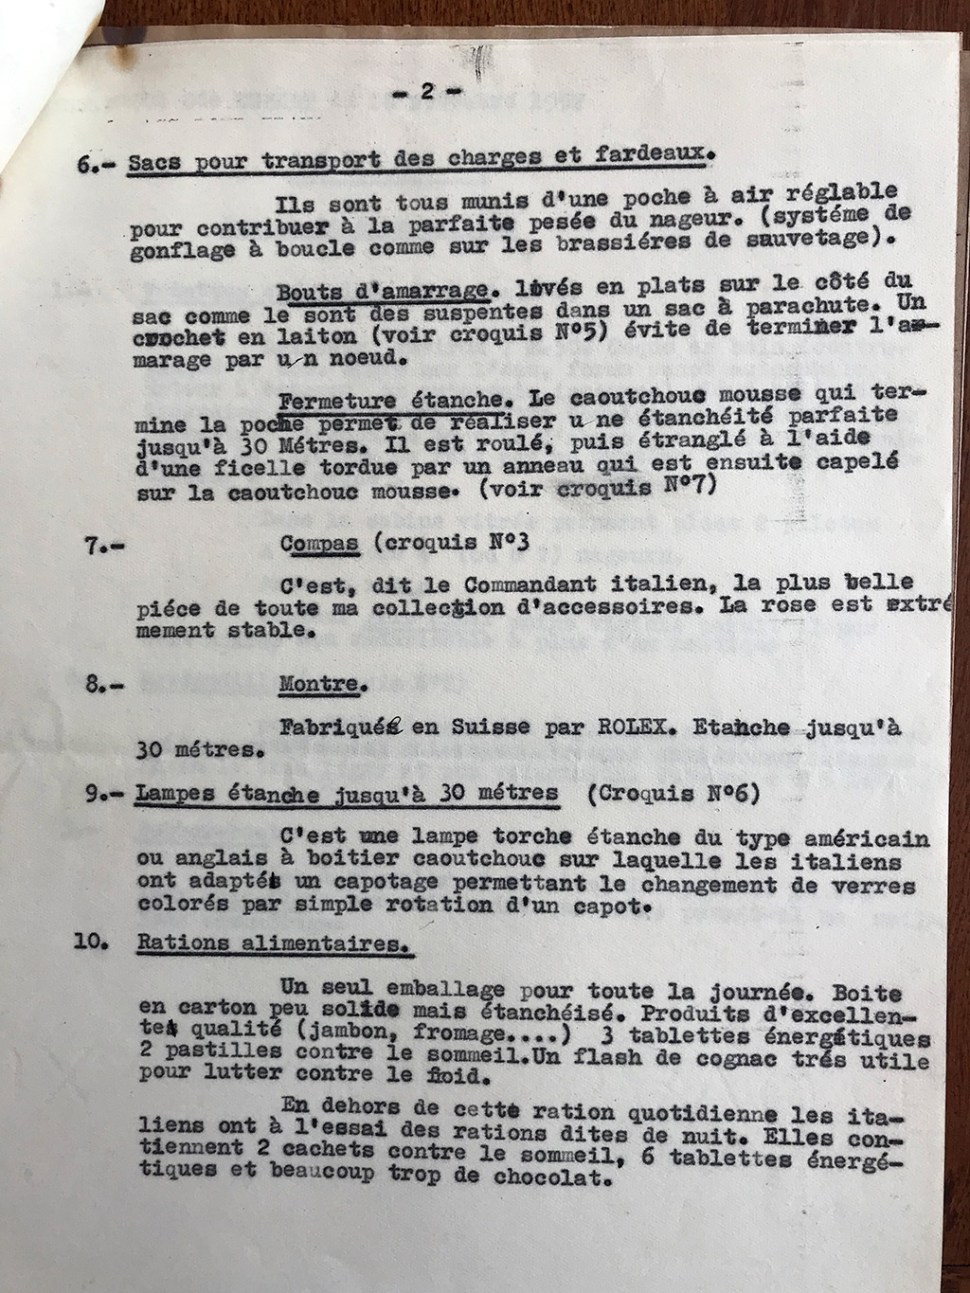 - 2 -
6.- Sacs pour transport des charges et fardeaux.
Ils sont tous munis d'une poche à air réglable
pour contribuer à la parfaite pesée du nageur. (systéme de
gonflage à boucle comme sur les brassiéres de sauvetage).
Bouts d'amarrage. lovés en plats sur le côté du
sac comme le sont des suspentes dans un sac à parachute. Un
crochet en laiton (voir croquis N°5) évite de terminer l'a-
marage par un noeud.
Fermeture étanche. Le caoutchouc mousse qui ter-
mine la poche permet de réaliser u ne étanchéité parfaite
jusqu'à 30 Métres. Il est roulé, puis étranglé à l'aide
d'une ficelle tordue par un anneau qui est ensuite capelé
sur la caoutchouc mousse. (voir croquis N°7)
7.- Compas (croquis N°3
C'est, dit le Commandant italien, la plus belle
piéce de toute ma collection d'accessoires. La rose est extré
mement stable.
8.- Montre.
Fabriquée en Suisse par ROLEX. Etanche jusqu'à
30 métres.
9.- Lampes étanche jusqu'à 30 métres (Croquis N°6)
C'est une lampe torche étanche du type américain
ou anglais à boitier caoutchouc sur laquelle les italiens
ont adapté un capotage permettant le changement de verres
colorés par simple rotation d'un capot.
10. Rations alimentaires.
Un seul emballage pour toute la journée. Boite
en carton peu solide mais étanchéisé. Produits d'excellen-
te qualité (jambon, fromage....) 3 tablettes énergétiques
2 pastilles contre le sommeil.Un flash de cognac trés utile
pour lutter contre le froid.
En dehors de cette ration quotidienne les ita-
liens ont à l'essai des rations dites de nuit. Elles con-
tiennent 2 cachets contre le sommeil, 6 tablettes énergé-
tiques et beaucoup trop de chocolat.